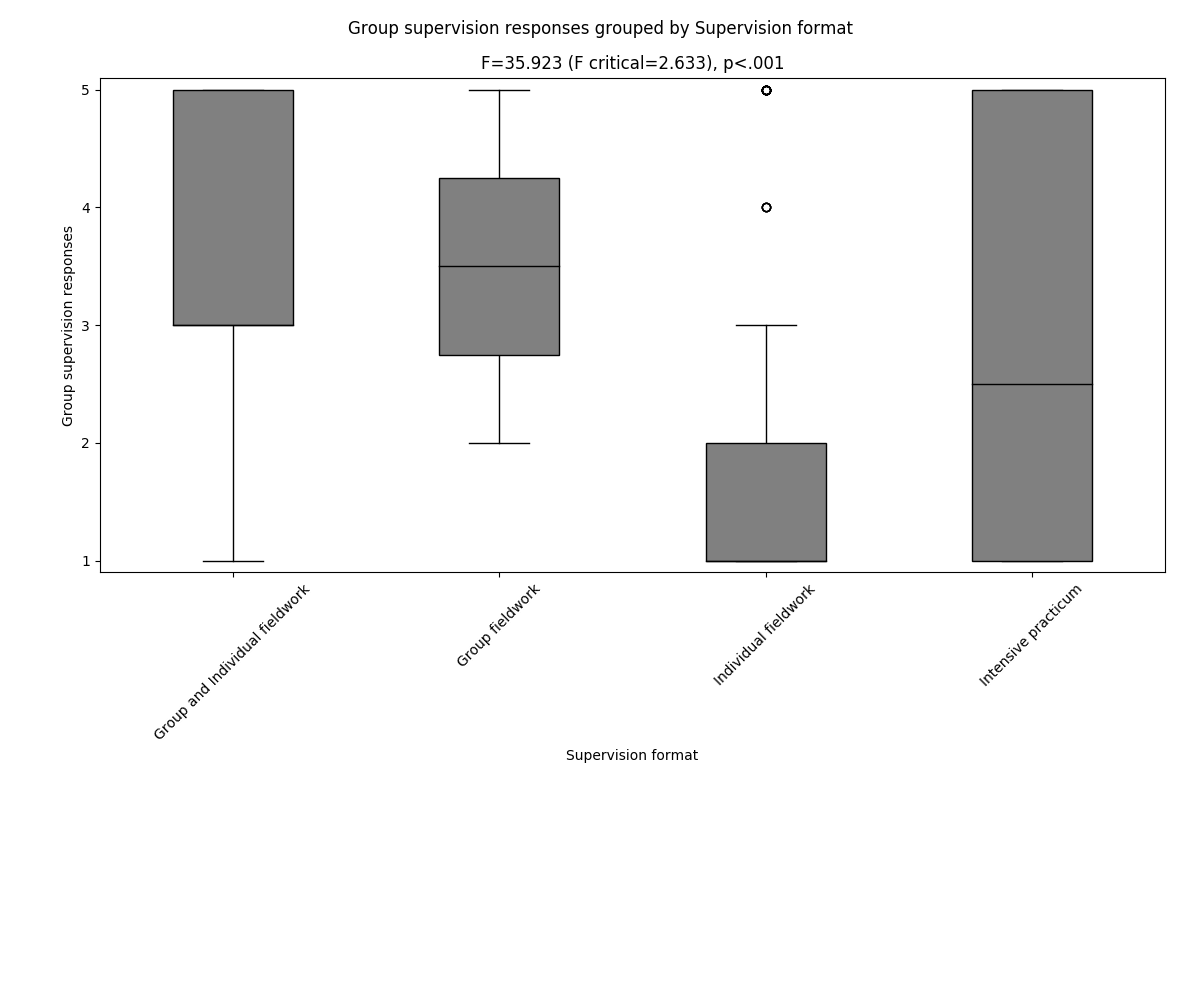 Group supervision responses grouped by Supervision format
F=35.923 (F critical=2.633), p<.001
Group supervision responses
5
4
3
2
1
Group and Individual fieldwork
Group fieldwork
Individual fieldwork
Intensive practicum
Supervision format